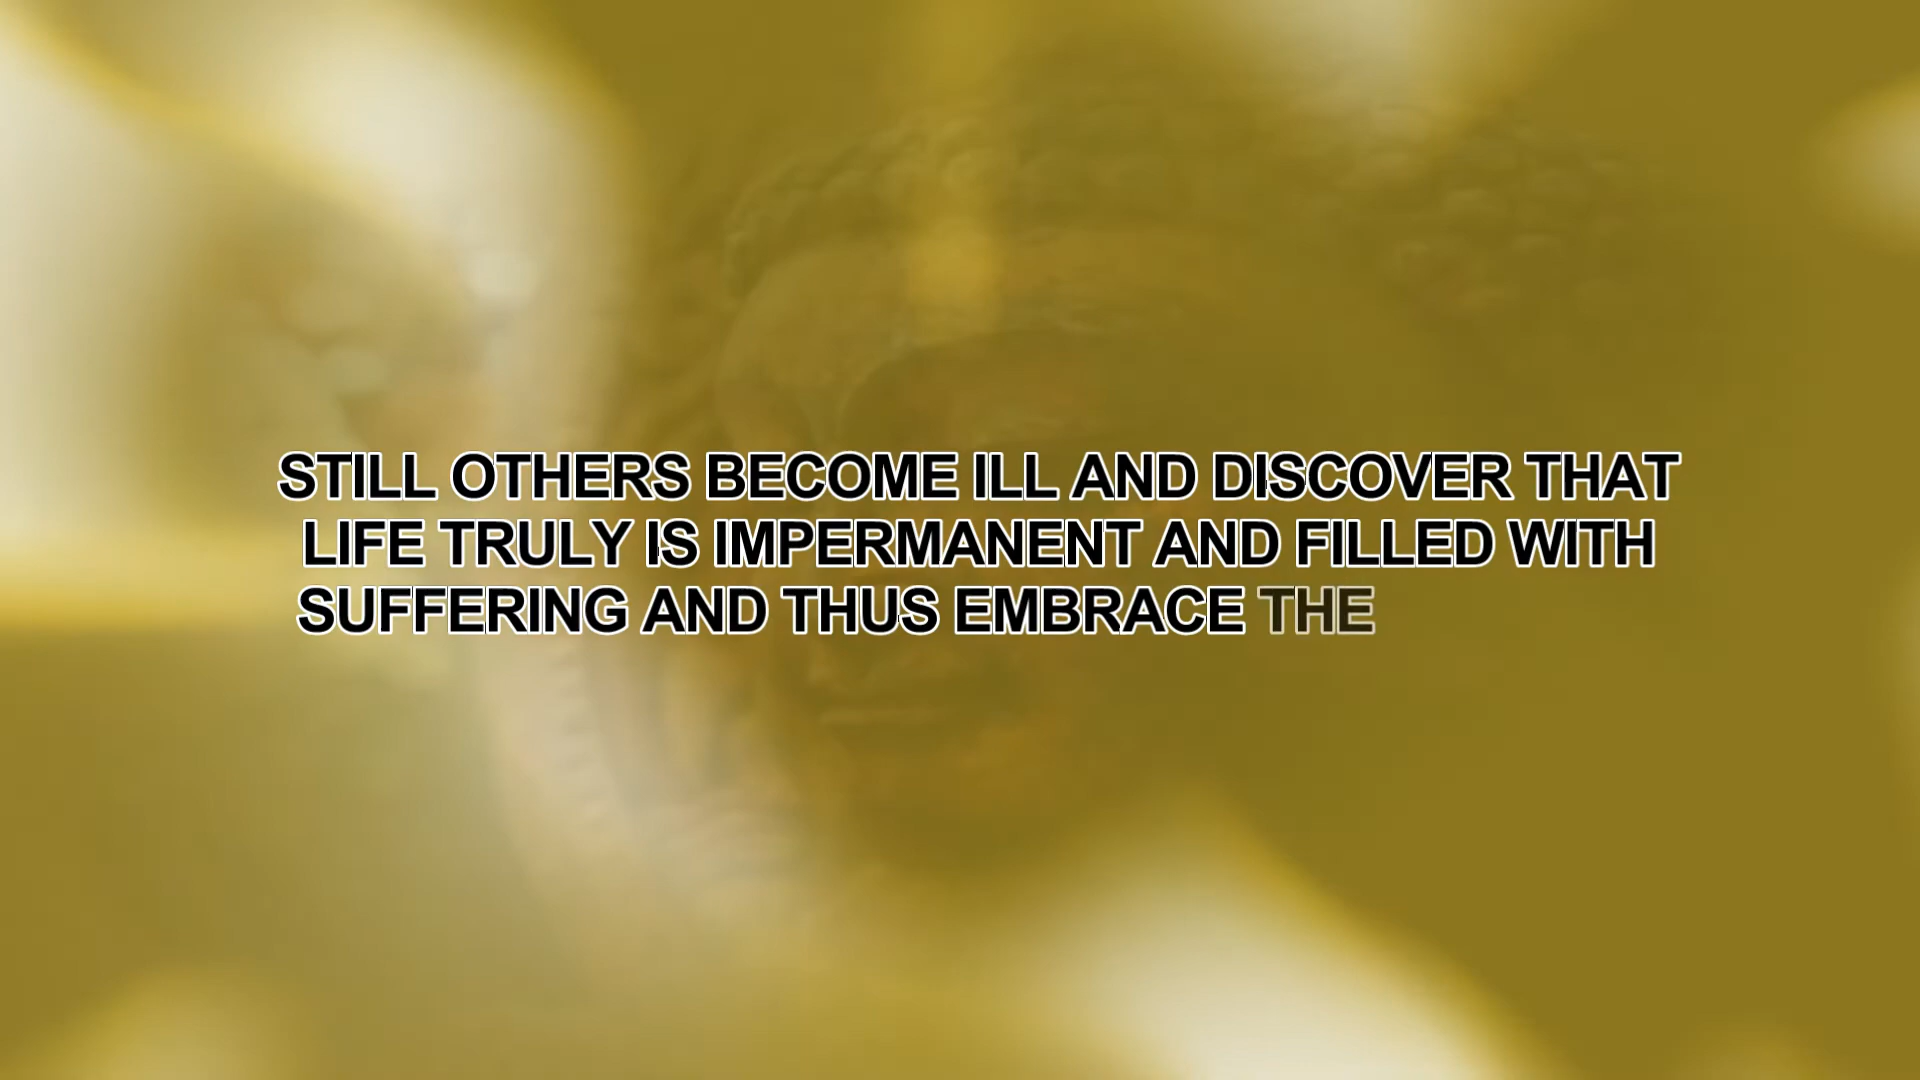 STILL OTHERS BECOME ILL AND DISCOVER THAT
LIFE TRULY IS IMPERMANENT AND FILLED WITH
SUFFERING AND THUS EMBRACE THE